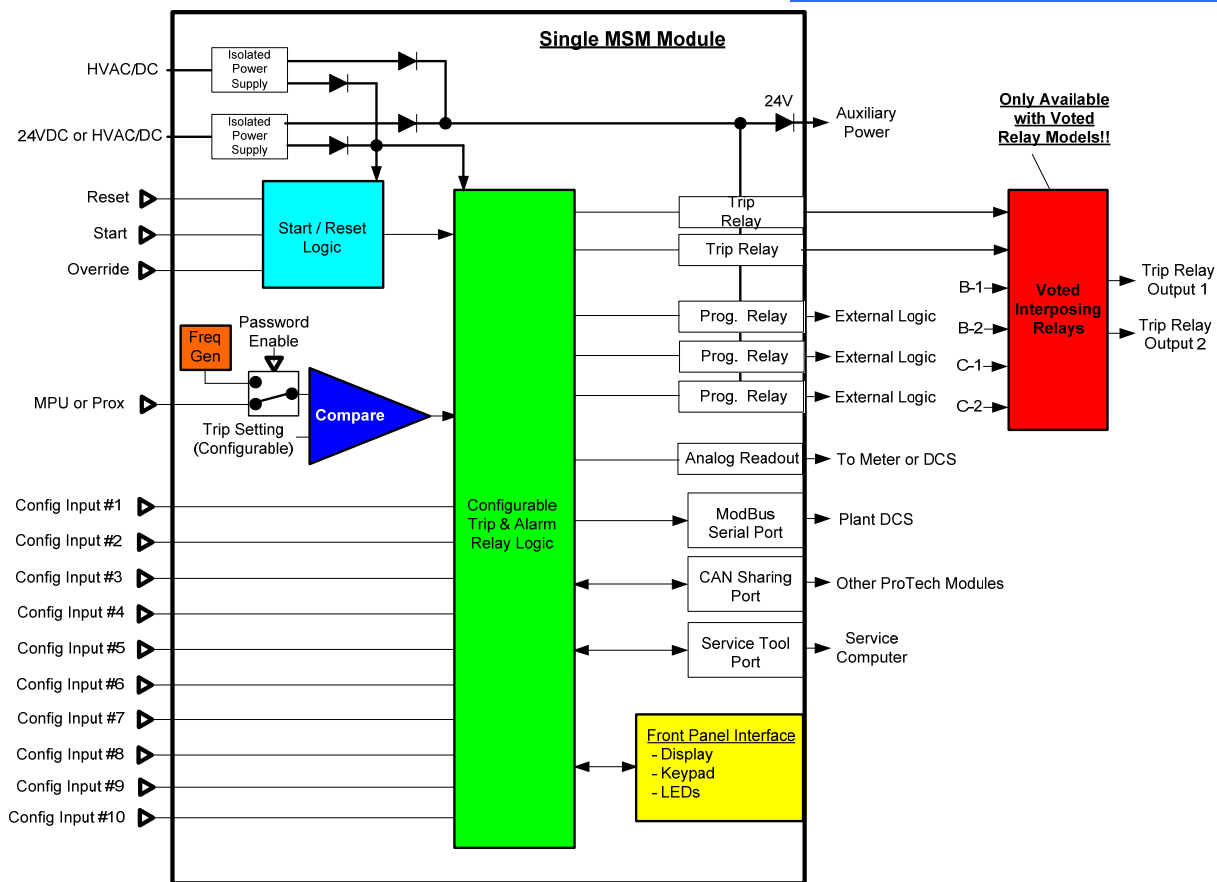 Single MSM Module
HVAC/DC
Isolated
Power
Supply
24VDC or HVAC/DC
Isolated
Power
Supply
24V
Auxiliary
Power
Only Available
with Voted
Relay Models!!
Reset
Start
Override
Start / Reset
Logic
Trip
Relay
Trip Relay
Prog. Relay
External Logic
Prog. Relay
External Logic
Prog. Relay
External Logic
B-1
B-2
C-1
C-2
Voted
Interposing
Relays
Trip Relay
Output 1
Trip Relay
Output 2
Freq
Gen
Password
Enable
MPU or Prox
Trip Setting
(Configurable)
Compare
Analog Readout
To Meter or DCS
Configurable
Trip & Alarm
Relay Logic
ModBus
Serial Port
Plant DCS
CAN Sharing
Port
Other ProTech Modules
Service Tool
Port
Service
Computer
Config Input #1
Config Input #2
Config Input #3
Config Input #4
Config Input #5
Config Input #6
Config Input #7
Config Input #8
Config Input #9
Config Input #10
Front Panel Interface
- Display
- Keypad
- LEDs